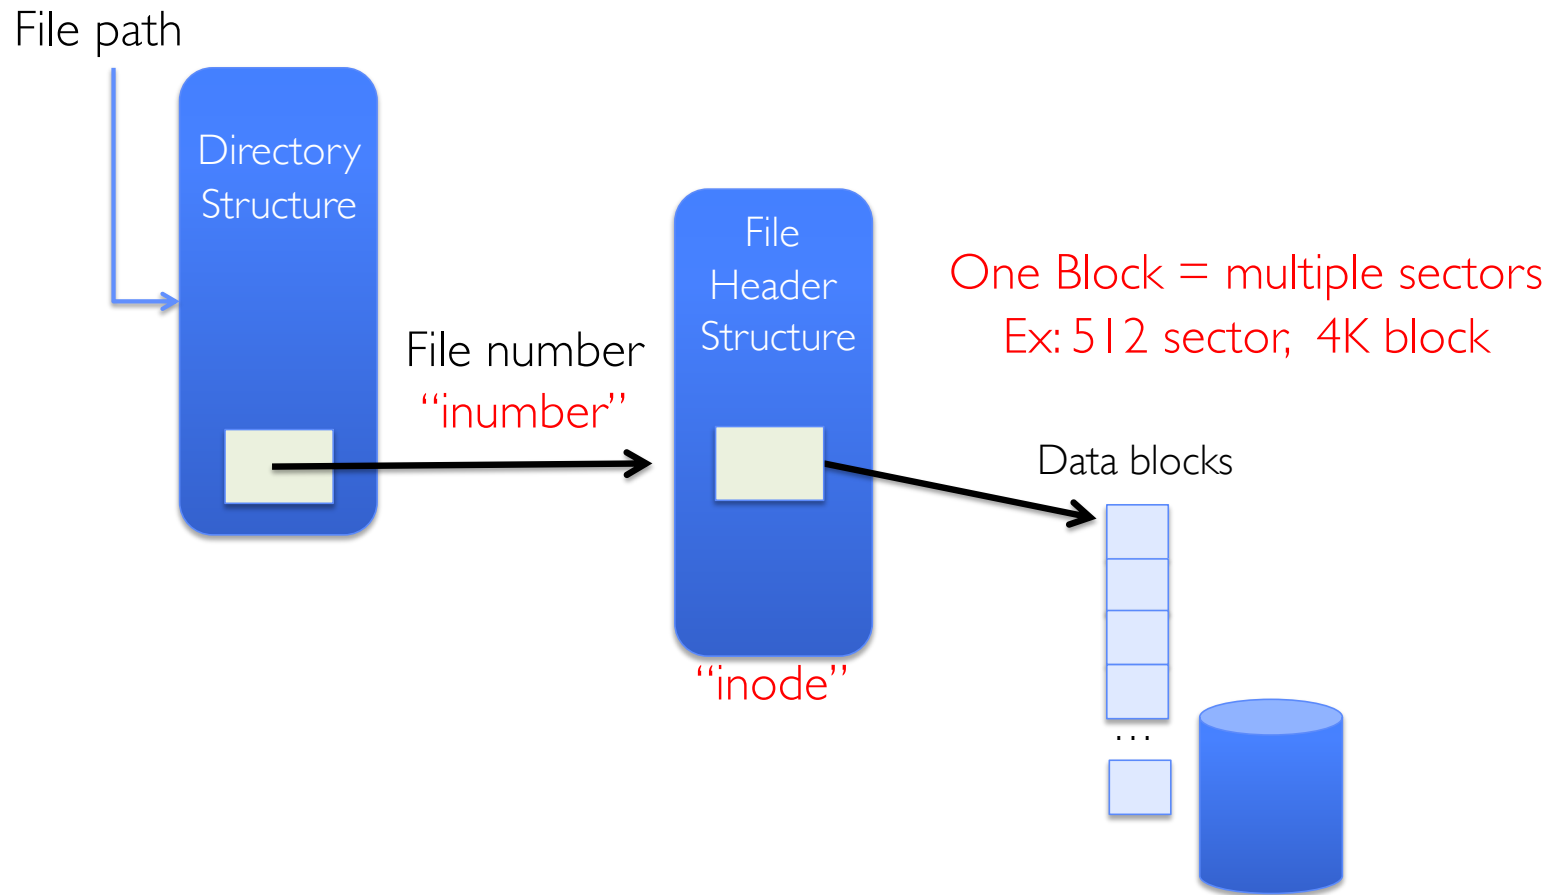 File path
Directory
Structure
File
Header
Structure
One Block = multiple sectors
Ex: 512 sector, 4K block
File number
“inumber”
Data blocks
“inode”
...